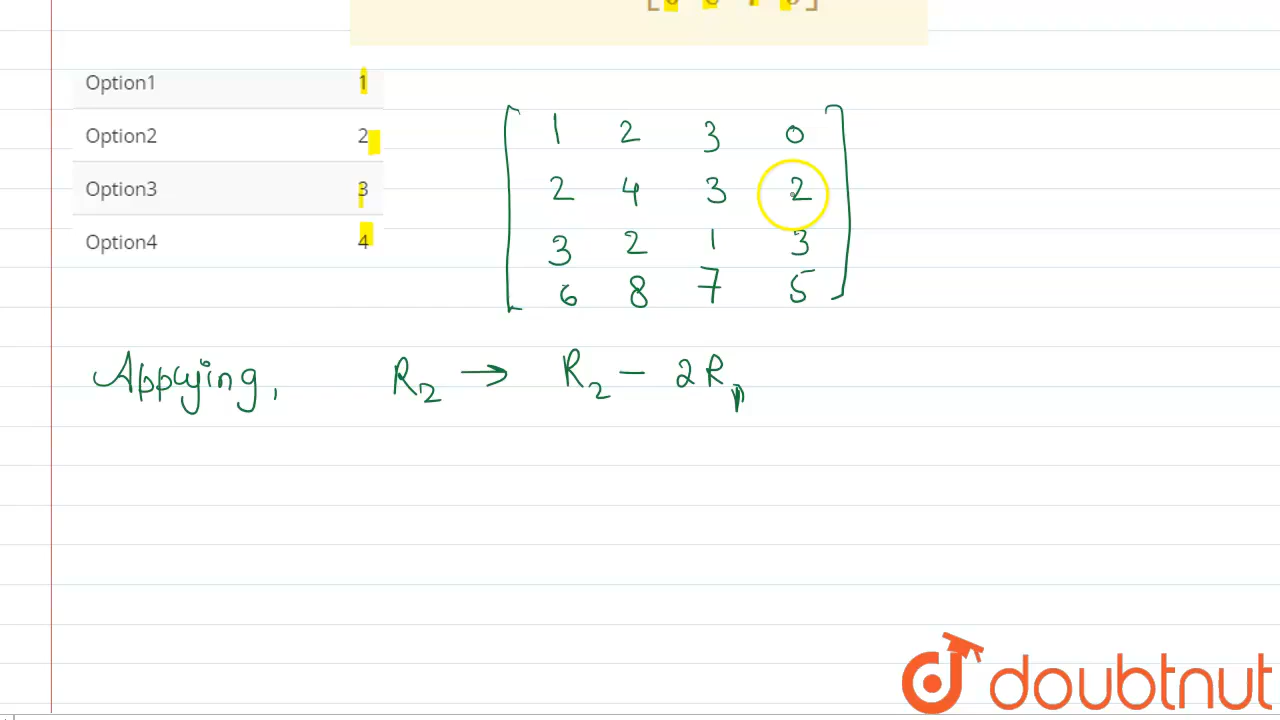 Option1 1
Option2 2
Option3 3
Option4 4
1 2 3 0
2 4 3 2
3 2 1 3
6 8 7 5
Applying, R₂ → R₂ - 2R₁
doubtnut